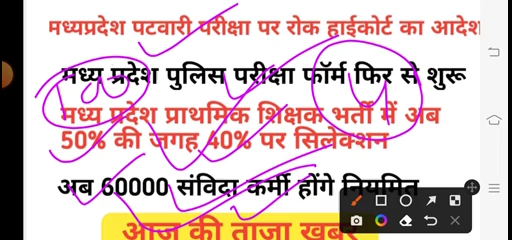 मध्यप्रदेश पटवारी परीक्षा पर रोक हाईकोर्ट का आदेश
मध्य प्रदेश पुलिस परीक्षा फॉर्म फिर से शुरू
मध्य प्रदेश प्राथमिक शिक्षक भर्ती में अब
50% की जगह 40% पर सिलेक्शन
अब 60000 संविदा कर्मी होंगे नियमित
आज की ताजा खबर